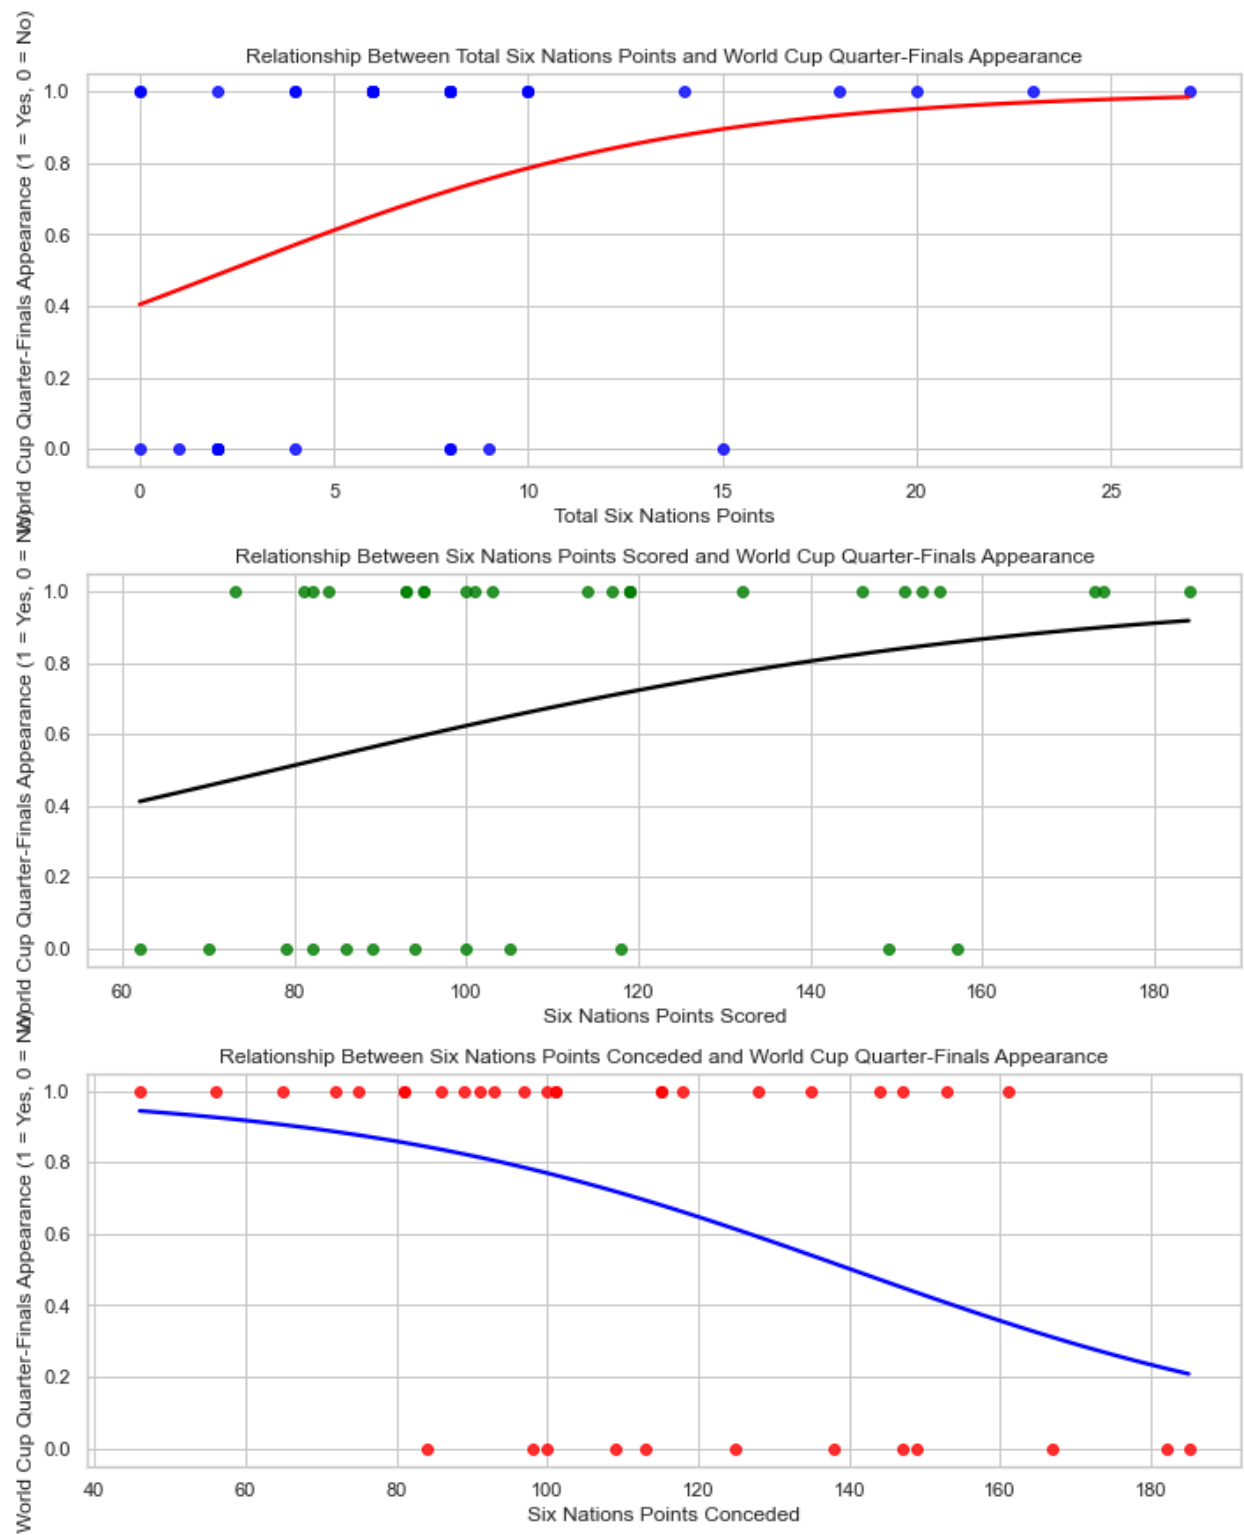 Relationship Between Total Six Nations Points and World Cup Quarter-Finals Appearance
World Cup Quarter-Finals Appearance (1 = Yes, 0 = No)
1.0
0.8
0.6
0.4
0.2
0.0
0 5 10 15 20 25
Total Six Nations Points
Relationship Between Six Nations Points Scored and World Cup Quarter-Finals Appearance
World Cup Quarter-Finals Appearance (1 = Yes, 0 = No)
1.0
0.8
0.6
0.4
0.2
0.0
60 80 100 120 140 160 180
Six Nations Points Scored
Relationship Between Six Nations Points Conceded and World Cup Quarter-Finals Appearance
World Cup Quarter-Finals Appearance (1 = Yes, 0 = No)
1.0
0.8
0.6
0.4
0.2
0.0
40 60 80 100 120 140 160 180
Six Nations Points Conceded